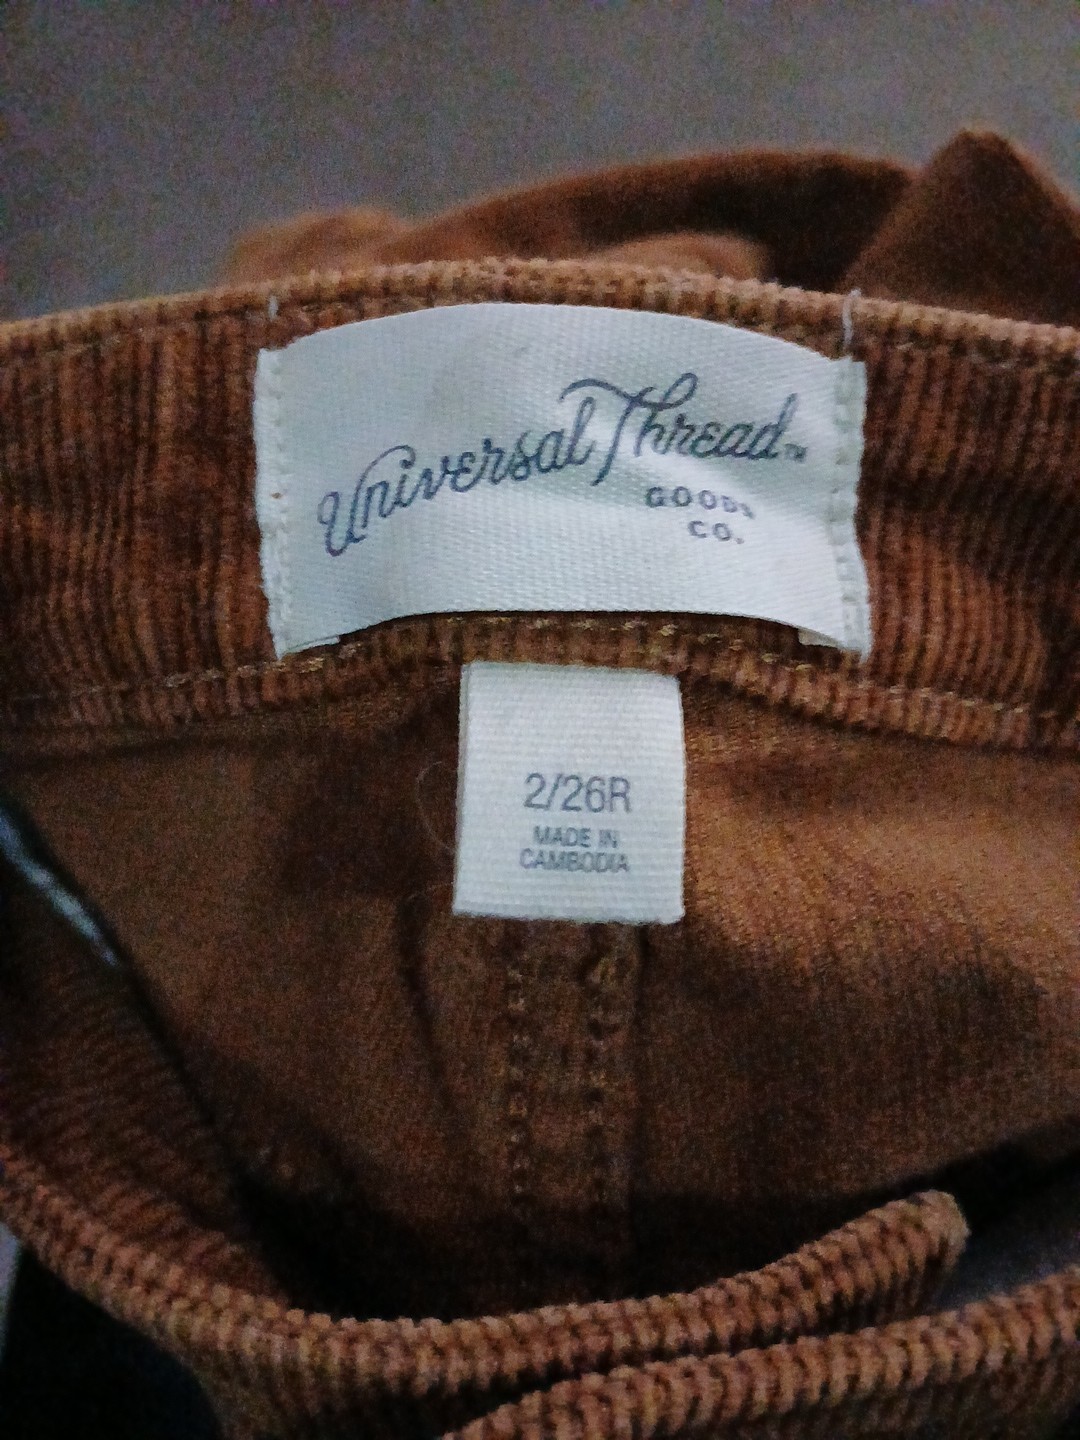 Universal Thread™
GOODS
CO.
2/26R
MADE IN
CAMBODIA